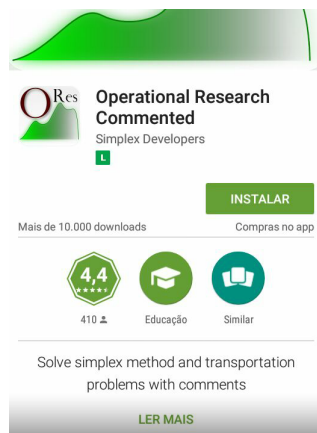 ORes
Operational Research
Commented
Simplex Developers
L
INSTALAR
Mais de 10.000 downloads
Compras no app
4,4
410
Educação
Similar
Solve simplex method and transportation
problems with comments
LER MAIS